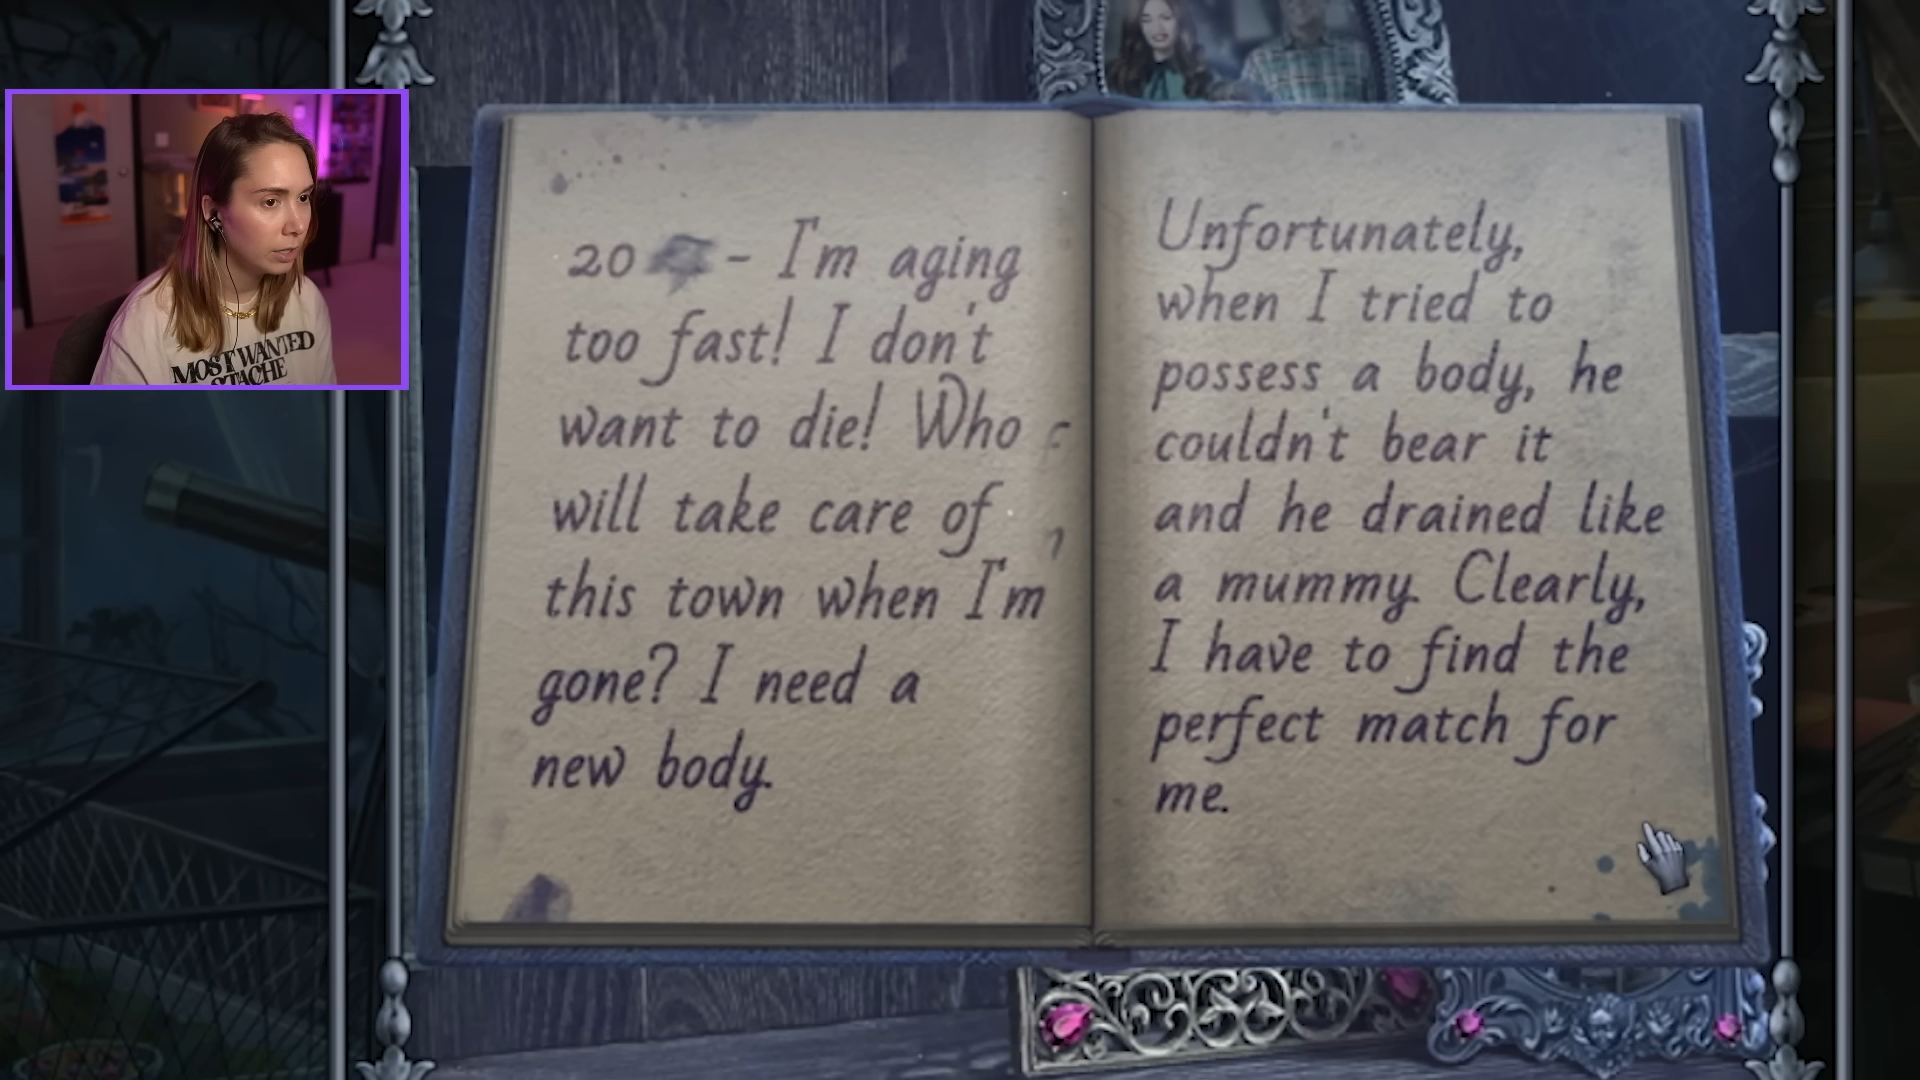 MOST WANTED
STACHE
20 - I'm aging
too fast! I don't
want to die! Who
will take care of
this town when I'm
gone? I need a
new body.
Unfortunately,
when I tried to
possess a body, he
couldn't bear it
and he drained like
a mummy. Clearly,
I have to find the
perfect match for
me.